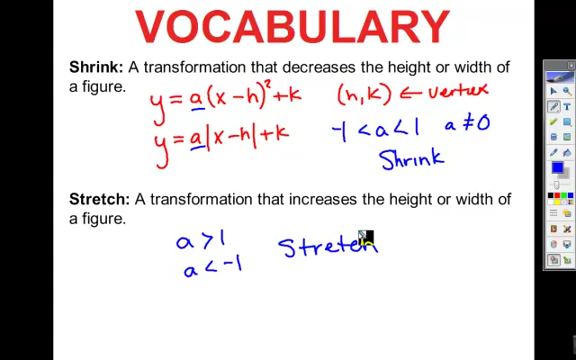 VOCABULARY
Shrink: A transformation that decreases the height or width of
a figure.
y = a(x-h)² + k (h,k) ← vertex
y = a|x-h| + k -1 < a < 1 a ≠ 0
Shrink
Stretch: A transformation that increases the height or width of
a figure.
a > 1 Stretch
a < -1